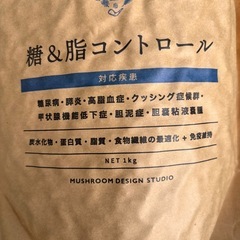 糖＆脂コントロール
対応疾患
糖尿病・膵炎・高脂血症・クッシング症候群・
甲状腺機能低下症・胆泥症・胆嚢粘液嚢腫
炭水化物・蛋白質・脂質・食物繊維の最適化＋免疫維持
NET 1kg
MUSHROOM DESIGN STUDIO